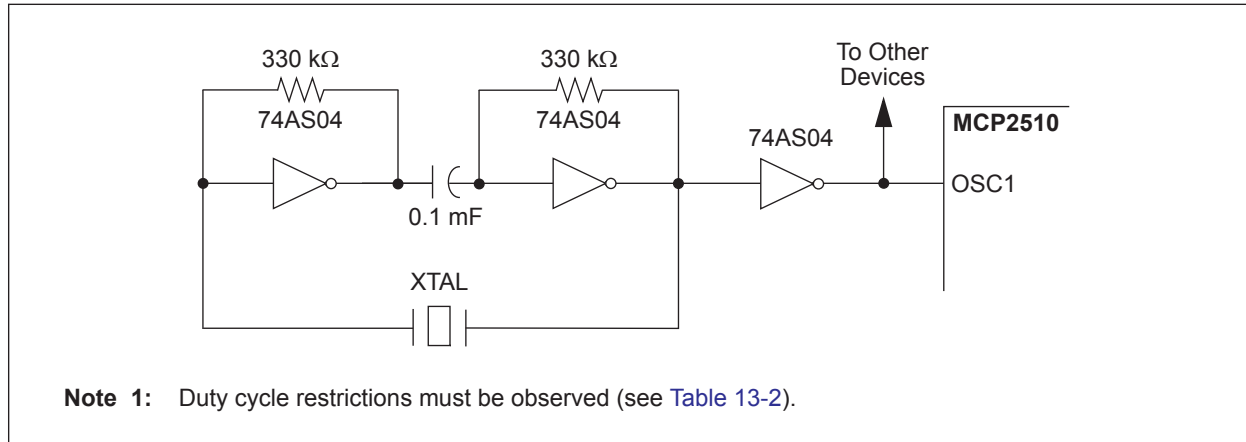 330 kΩ
330 kΩ
To Other
Devices
74AS04
74AS04
74AS04
MCP2510
OSC1
0.1 mF
XTAL
Note 1: Duty cycle restrictions must be observed (see Table 13-2).